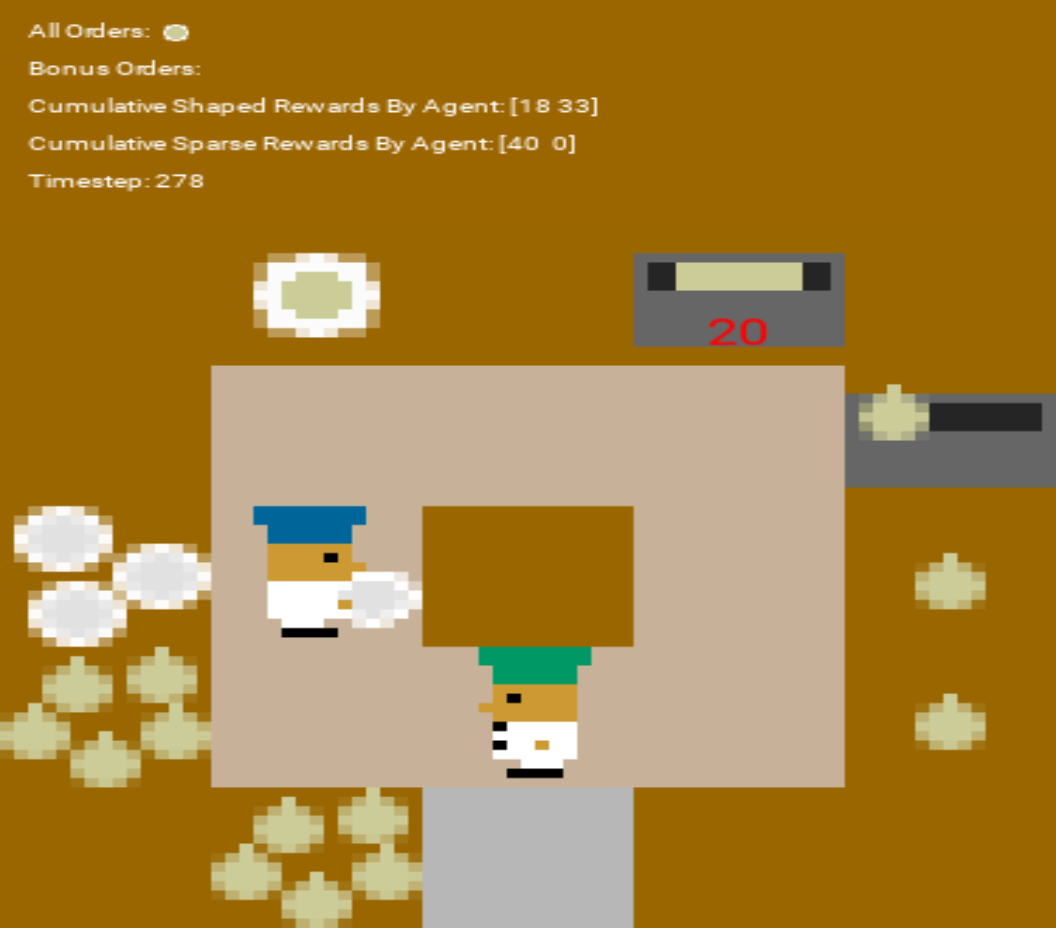 All Orders:
Bonus Orders:
Cumulative Shaped Rewards By Agent: [18 33]
Cumulative Sparse Rewards By Agent: [40  0]
Timestep: 278
20